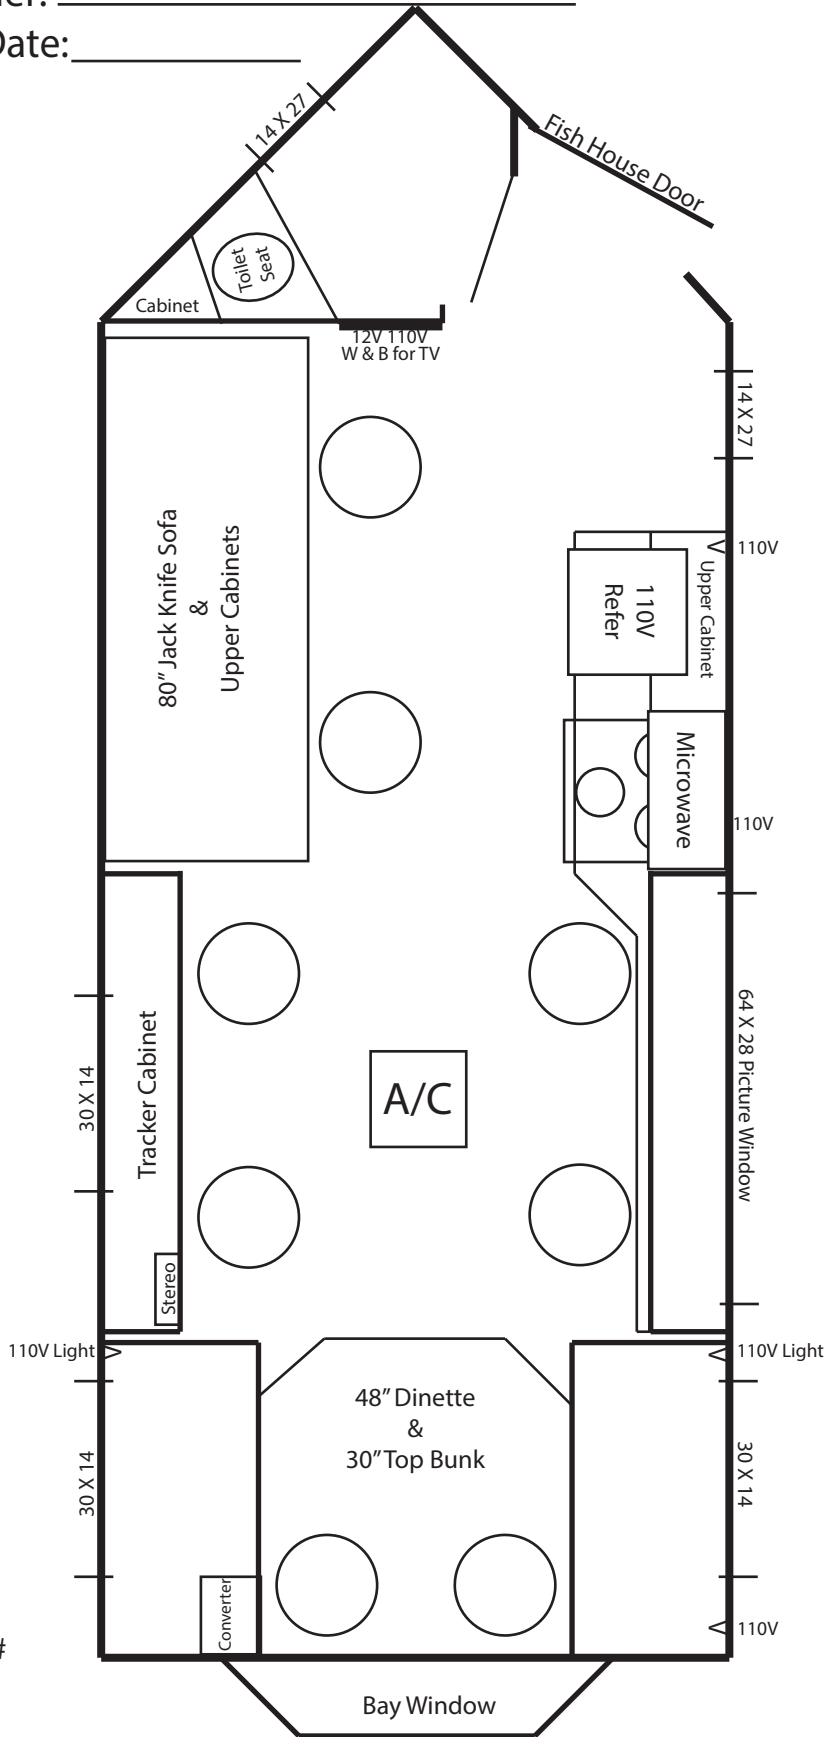 Date:
14 X 27
Fish House Door
Toilet
Seat
Cabinet
12V 110V
W & B for TV
14 X 27
80" Jack Knife Sofa
&
Upper Cabinets
110V
110V
Refer
Upper Cabinet
Microwave
110V
64 X 28 Picture Window
Tracker Cabinet
30 X 14
A/C
Stereo
110V Light
110V Light
48" Dinette
&
30" Top Bunk
30 X 14
30 X 14
Converter
110V
#
Bay Window